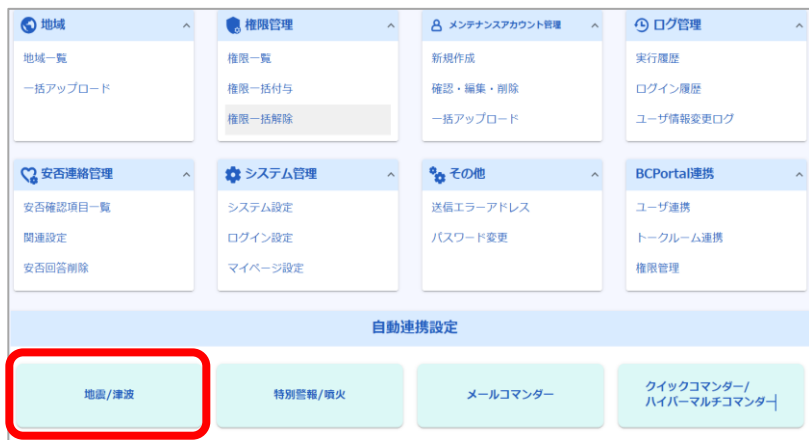 地域
権限管理
メンテナンスアカウント管理
ログ管理
地域一覧
権限一覧
新規作成
実行履歴
一括アップロード
権限一括付与
確認・編集・削除
ログイン履歴
権限一括解除
一括アップロード
ユーザ情報変更ログ
安否連絡管理
システム管理
その他
BCPortal連携
安否確認項目一覧
システム設定
送信エラーアドレス
ユーザ連携
関連設定
ログイン設定
パスワード変更
トークルーム連携
安否回答削除
マイページ設定
権限管理
自動連携設定
地震/津波
特別警報/噴火
メールコマンダー
クイックコマンダー/
ハイパーマルチコマンダー